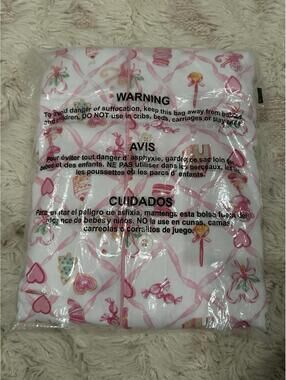 WARNING
To avoid danger of suffocation, keep this bag away from babies
and children. DO NOT use in cribs, beds, carriages or play
AVIS
Pour éviter tout danger d'asphyxie, garder ce sac loin
bébés et des enfants. NE PAS utiliser dans les berceaux, les lits,
les poussettes ou les parcs d'enfants.
CUIDADOS
Para evitar el peligro de asfixia, mantenga esta bolsa fuera del
alcance de bebés y niños. NO la use en cunas, camas,
carreolas o corralitos de juego.